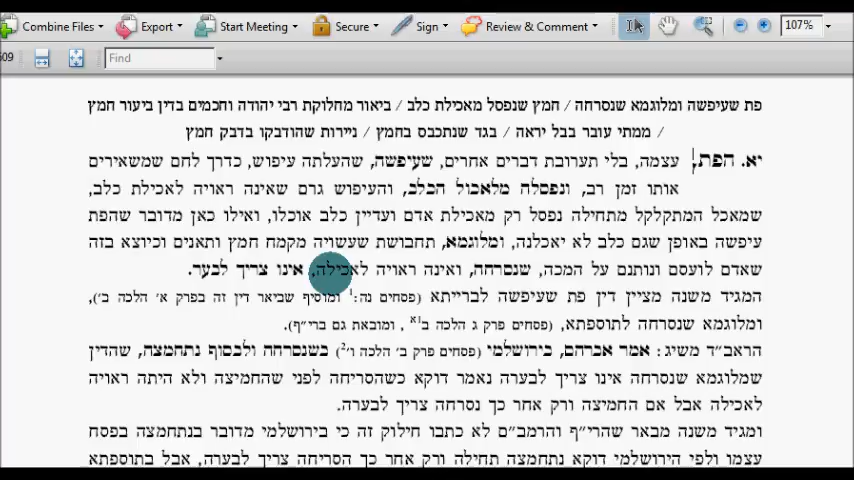 Combine Files Export Start Meeting Secure Sign Review & Comment 107%
609 Find
פת שעיפשה ומלוגמא שנסרחה / חמץ שנפסל מאכילת כלב / ביאור מחלוקת רבי יהודה וחכמים בדין ביעור חמץ
/ ממתי עובר בבל יראה / בגד שנתכבס בחמץ / ניירות שהודבקו בדבק חמץ
יא. הפת, עצמה, בלי תערובת דברים אחרים, שעיפשה, שהעלתה עיפוש, כדרך לחם שמשאירים
אותו זמן רב, ונפסלה מלאכול הכלב, והעיפוש גרם שאינה ראויה לאכילת כלב,
שמאכל המתקלקל מתחילה נפסל רק מאכילת אדם ועדיין כלב אוכלו, ואילו כאן מדובר שהפת
עיפשה באופן שגם כלב לא יאכלנה, ומלוגמא, תחבושת שעשויה מקמח חמץ ותאנים וכיוצא בזה
שאדם לועסם ונותנם על המכה, שנסרחה, ואינה ראויה לאכילה, אינו צריך לבער.
המגיד משנה מציין דין פת שעיפשה לברייתא (פסחים נה:1 ומוסיף שביאר דין זה בפרק א׳ הלכה ב׳),
ומלוגמא שנסרחה לתוספתא, (פסחים פרק ג הלכה ב1א, ומובאת גם ברי״ף).
הראב״ד משיג: אמר אברהם, בירושלמי (פסחים פרק ב׳ הלכה ו׳2) כשנסרחה ולבסוף נתחמצה, שהדין
שמלוגמא שנסרחה אינו צריך לבערה נאמר דוקא כשהסריחה לפני שהחמיצה ולא היתה ראויה
לאכילה אבל אם החמיצה ורק אחר כך נסרחה צריך לבערה.
ומגיד משנה מבאר שהרי״ף והרמב״ם לא כתבו חילוק זה כי בירושלמי מדובר בנתחמצה בפסח
עצמו ולפי הירושלמי דוקא נתחמצה תחילה ורק אחר כך הסריחה צריך לבערה, אבל בתוספתא